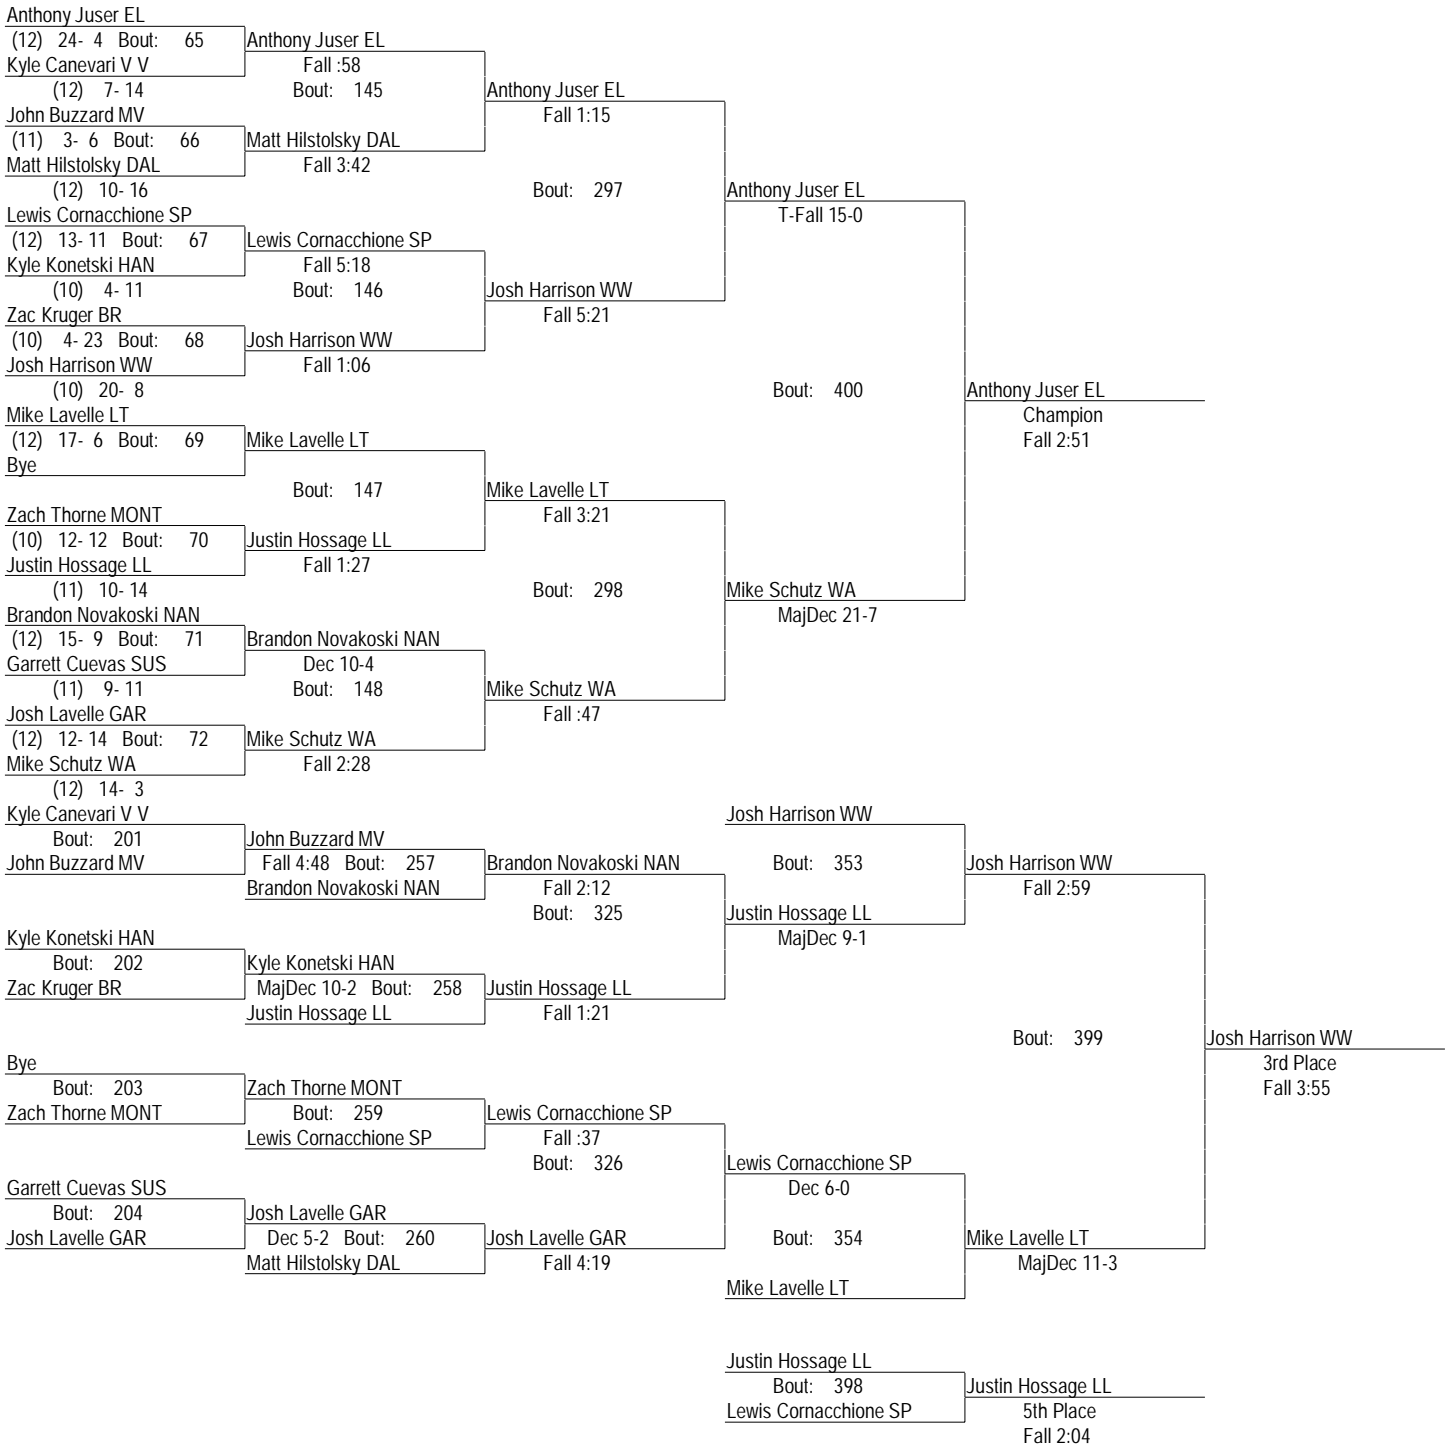 Anthony Juser EL
(12) 24- 4 Bout: 65 Anthony Juser EL
Kyle Canevari V V Fall :58
(12) 7- 14 Bout: 145 Anthony Juser EL
John Buzzard MV Fall 1:15
(11) 3- 6 Bout: 66 Matt Hilstolsky DAL
Matt Hilstolsky DAL Fall 3:42
(12) 10- 16 Bout: 297 Anthony Juser EL
Lewis Cornacchione SP T-Fall 15-0
(12) 13- 11 Bout: 67 Lewis Cornacchione SP
Kyle Konetski HAN Fall 5:18
(10) 4- 11 Bout: 146 Josh Harrison WW
Zac Kruger BR Fall 5:21
(10) 4- 23 Bout: 68 Josh Harrison WW
Josh Harrison WW Fall 1:06
(10) 20- 8 Bout: 400 Anthony Juser EL
Mike Lavelle LT Champion
(12) 17- 6 Bout: 69 Mike Lavelle LT Fall 2:51
Bye
Bout: 147 Mike Lavelle LT
Zach Thorne MONT Fall 3:21
(10) 12- 12 Bout: 70 Justin Hossage LL
Justin Hossage LL Fall 1:27
(11) 10- 14 Bout: 298 Mike Schutz WA
Brandon Novakoski NAN MajDec 21-7
(12) 15- 9 Bout: 71 Brandon Novakoski NAN
Garrett Cuevas SUS Dec 10-4
(11) 9- 11 Bout: 148 Mike Schutz WA
Josh Lavelle GAR Fall :47
(12) 12- 14 Bout: 72 Mike Schutz WA
Mike Schutz WA Fall 2:28
(12) 14- 3
Kyle Canevari V V Josh Harrison WW
Bout: 201 John Buzzard MV
John Buzzard MV Fall 4:48 Bout: 257 Brandon Novakoski NAN Bout: 353 Josh Harrison WW
Brandon Novakoski NAN Fall 2:12 Fall 2:59
Bout: 325 Justin Hossage LL
Kyle Konetski HAN MajDec 9-1
Bout: 202 Kyle Konetski HAN
Zac Kruger BR MajDec 10-2 Bout: 258 Justin Hossage LL
Justin Hossage LL Fall 1:21
Bout: 399 Josh Harrison WW
Bye 3rd Place
Bout: 203 Zach Thorne MONT Fall 3:55
Zach Thorne MONT Bout: 259 Lewis Cornacchione SP
Lewis Cornacchione SP Fall :37
Bout: 326 Lewis Cornacchione SP
Garrett Cuevas SUS Dec 6-0
Bout: 204 Josh Lavelle GAR
Josh Lavelle GAR Dec 5-2 Bout: 260 Josh Lavelle GAR Bout: 354 Mike Lavelle LT
Matt Hilstolsky DAL Fall 4:19 MajDec 11-3
Mike Lavelle LT
Justin Hossage LL
Bout: 398 Justin Hossage LL
Lewis Cornacchione SP 5th Place
Fall 2:04